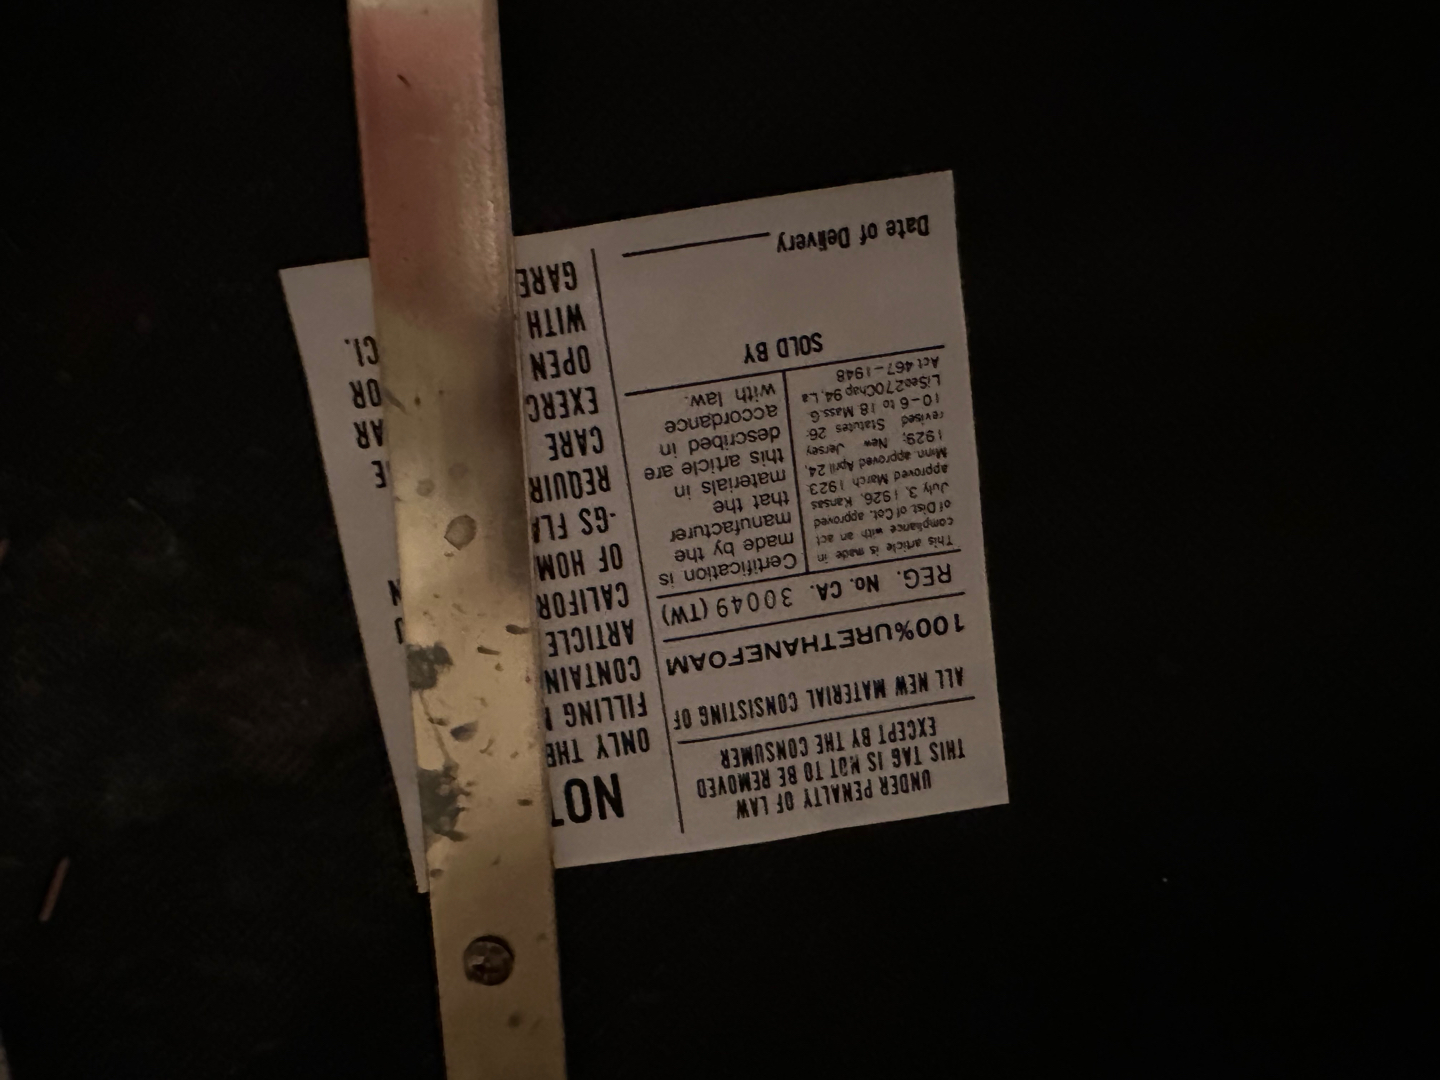 UNDER PENALTY OF LAW
THIS TAG IS NOT TO BE REMOVED
EXCEPT BY THE CONSUMER
ALL NEW MATERIAL CONSISTING OF
100%URETHANEFOAM
REG. No. CA. 30049 (TW)
This article is made in
compliance with an act
of Dist of Cot. approved
July 3, 1926, Kansas
approved March 1923.
Minn. approved April 24,
1929; New Jersey
revised Statutes 26:
10-6 to 18 Mass.G.
LiSec270Chap 94, La.
Act 467-1948
Certification is
made by the
manufacturer
that the
materials in
this article are
described in
accordance
with law.
SOLD BY
Date of Delivery
NOT
ONLY THE
FILLING
CONTAIN
ARTICLE
CALIFOR
OF HOM
-GS FLA
REQUIR
CARE
EXERC
OPEN
WITH
GARE
CI.